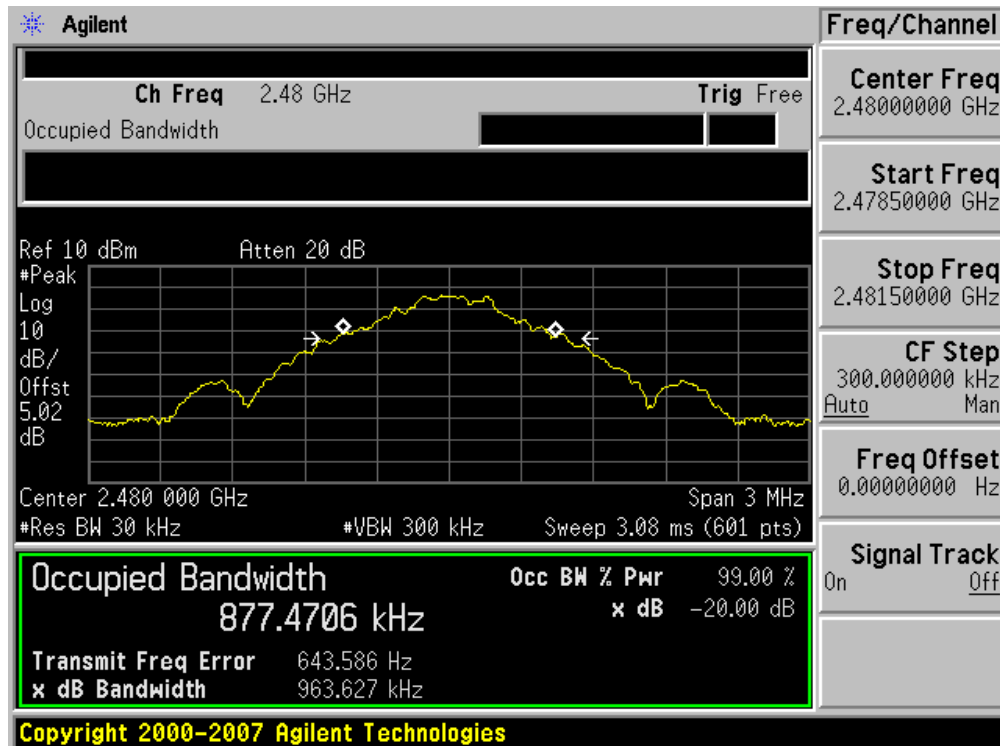 Agilent
Freq/Channel
Ch Freq 2.48 GHz Trig Free
Occupied Bandwidth
Center Freq
2.48000000 GHz
Start Freq
2.47850000 GHz
Stop Freq
2.48150000 GHz
CF Step
300.000000 kHz
Auto Man
Freq Offset
0.00000000 Hz
Signal Track
On Off
Ref 10 dBm Atten 20 dB
#Peak
Log
10
dB/
Offst
5.02
dB
Center 2.480 000 GHz Span 3 MHz
#Res BW 30 kHz #VBW 300 kHz Sweep 3.08 ms (601 pts)
Occupied Bandwidth Occ BW % Pwr 99.00 %
877.4706 kHz x dB -20.00 dB
Transmit Freq Error 643.586 Hz
x dB Bandwidth 963.627 kHz
Copyright 2000-2007 Agilent Technologies